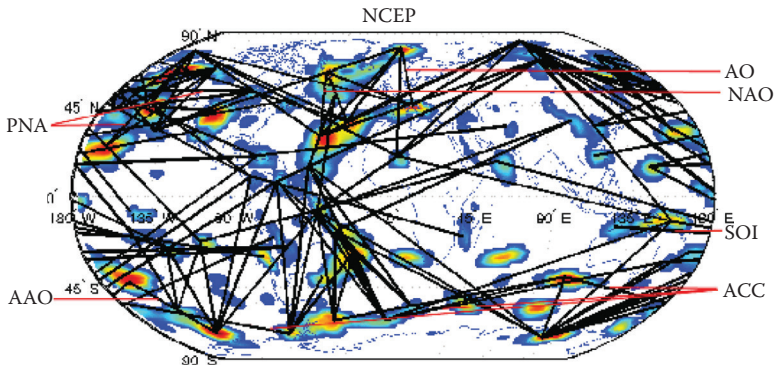 NCEP
90° N
AO
NAO
45° N
PNA
0°
180° W
135° W
90° W
45° E
90° E
135° E
180° E
SOI
45° S
AAO
ACC
90 S